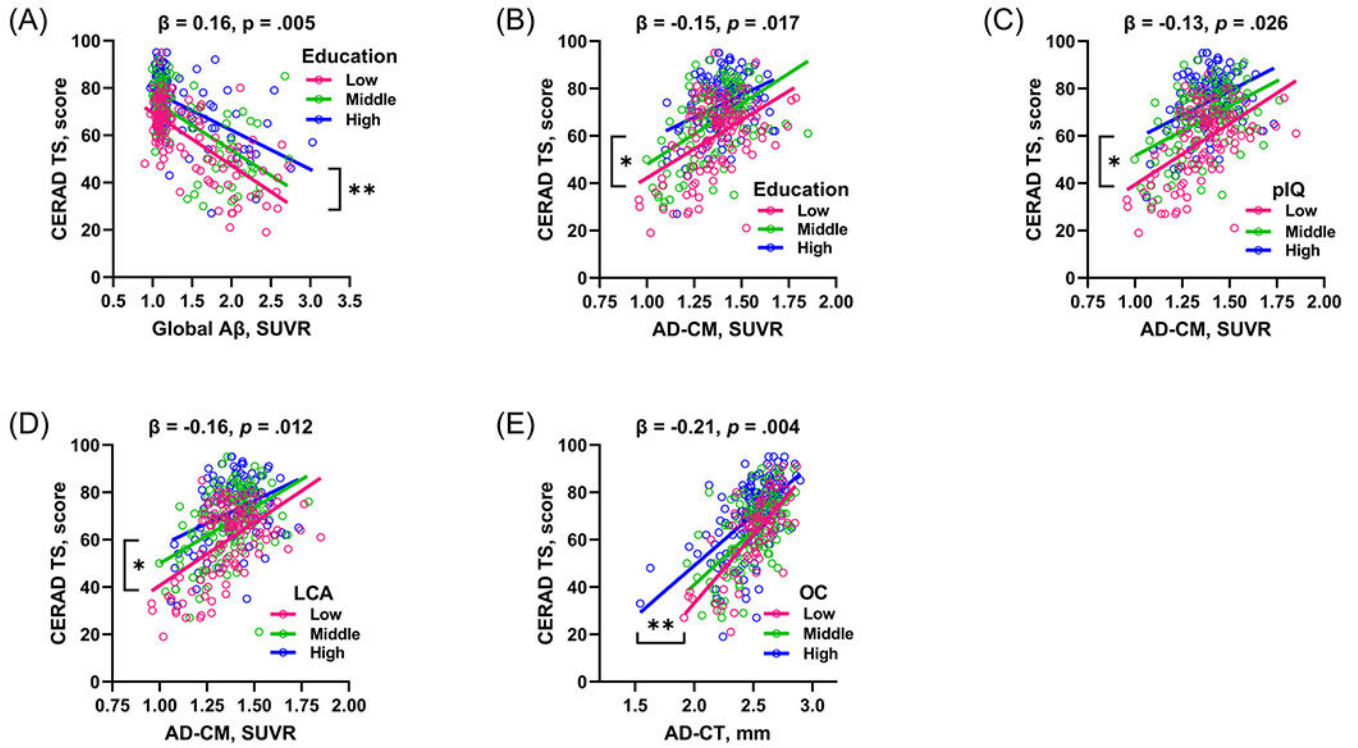 (A)
β = 0.16, p = .005
CERAD TS, score
100
80
60
40
20
0
Education
Low
Middle
High
**
0.5 1.0 1.5 2.0 2.5 3.0 3.5
Global Aβ, SUVR
(B)
β = -0.15, p = .017
CERAD TS, score
100
80
60
40
20
0
*
Education
Low
Middle
High
0.75 1.00 1.25 1.50 1.75 2.00
AD-CM, SUVR
(C)
β = -0.13, p = .026
CERAD TS, score
100
80
60
40
20
0
*
pIQ
Low
Middle
High
0.75 1.00 1.25 1.50 1.75 2.00
AD-CM, SUVR
(D)
β = -0.16, p = .012
CERAD TS, score
100
80
60
40
20
0
*
LCA
Low
Middle
High
0.75 1.00 1.25 1.50 1.75 2.00
AD-CM, SUVR
(E)
β = -0.21, p = .004
CERAD TS, score
100
80
60
40
20
0
**
OC
Low
Middle
High
1.5 2.0 2.5 3.0
AD-CT, mm